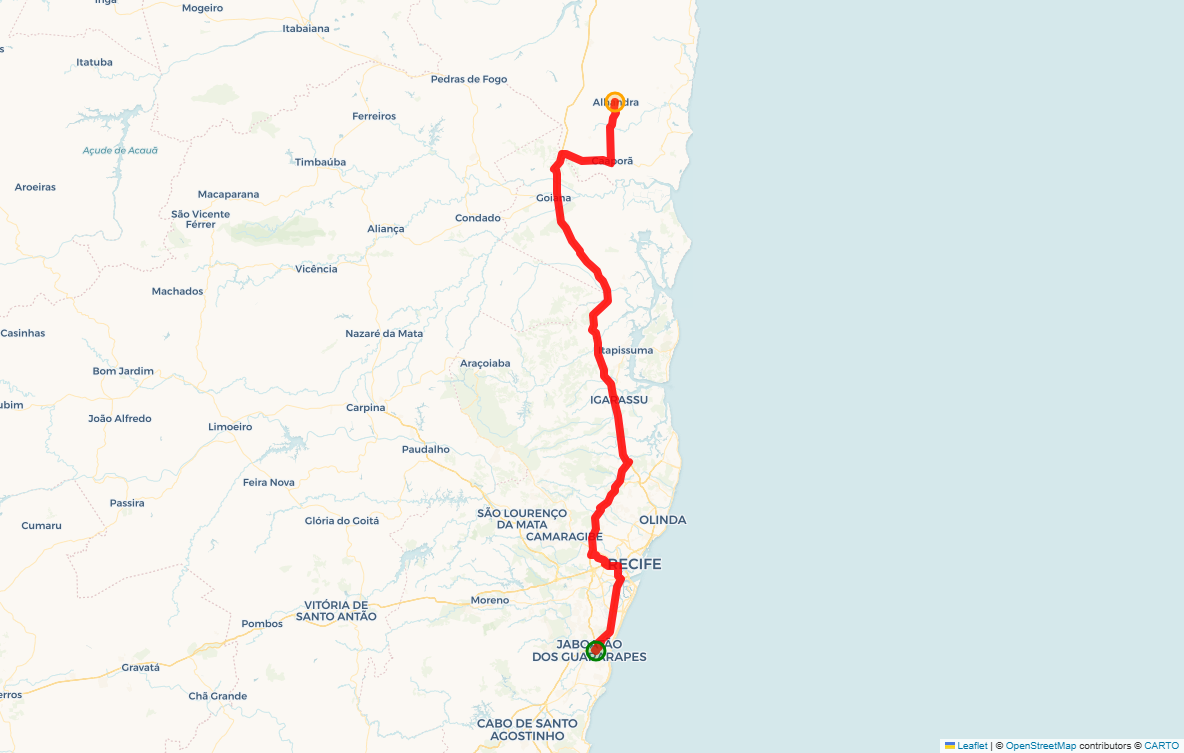 Ingá
Mogeiro
Itabaiana
Itatuba
Pedras de Fogo
Alhandra
Ferreiros
Açude de Acauã
Timbaúba
Caaporã
Aroeiras
Macaparana
Goiana
São Vicente
Férrer
Condado
Aliança
Vicência
Machados
Casinhas
Nazaré da Mata
Itapissuma
Araçoiaba
Bom Jardim
IGARASSU
ubim
Carpina
João Alfredo
Limoeiro
Paudalho
Feira Nova
Passira
SÃO LOURENÇO
DA MATA
Glória do Goitá
OLINDA
Cumaru
CAMARAGIBE
RECIFE
Moreno
VITÓRIA DE
SANTO ANTÃO
Pombos
JABOATÃO
DOS GUARARAPES
Gravatá
erros
Chã Grande
CABO DE SANTO
AGOSTINHO
Leaflet | © OpenStreetMap contributors © CARTO